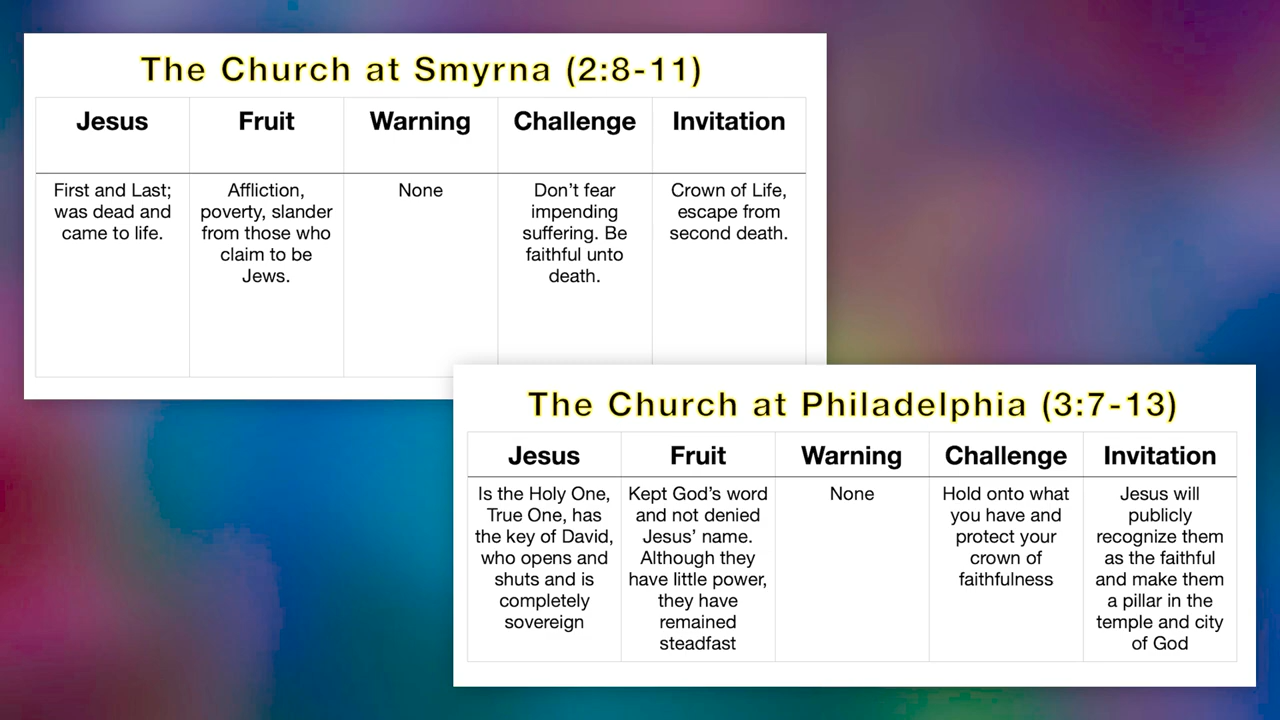 The Church at Smyrna (2:8-11)
Jesus
Fruit
Warning
Challenge
Invitation
First and Last;
was dead and
came to life.
Affliction,
poverty, slander
from those who
claim to be
Jews.
None
Don’t fear
impending
suffering. Be
faithful unto
death.
Crown of Life,
escape from
second death.
The Church at Philadelphia (3:7-13)
Jesus
Fruit
Warning
Challenge
Invitation
Is the Holy One,
True One, has
the key of David,
who opens and
shuts and is
completely
sovereign
Kept God’s word
and not denied
Jesus’ name.
Although they
have little power,
they have
remained
steadfast
None
Hold onto what
you have and
protect your
crown of
faithfulness
Jesus will
publicly
recognize them
as the faithful
and make them
a pillar in the
temple and city
of God